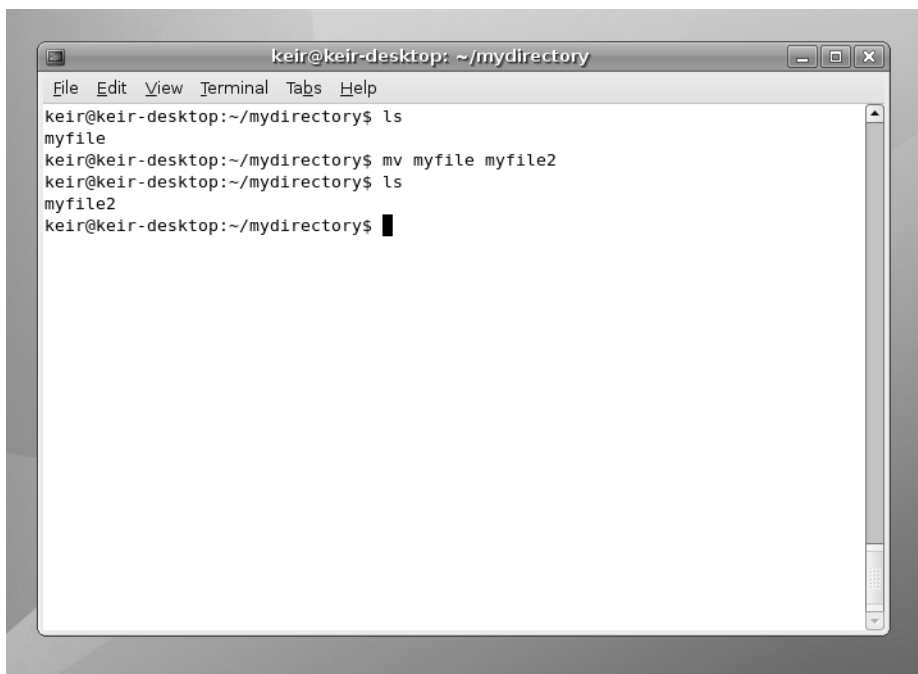 keir@keir-desktop: ~/mydirectory
File Edit View Terminal Tabs Help
keir@keir-desktop:~/mydirectory$ ls
myfile
keir@keir-desktop:~/mydirectory$ mv myfile myfile2
keir@keir-desktop:~/mydirectory$ ls
myfile2
keir@keir-desktop:~/mydirectory$